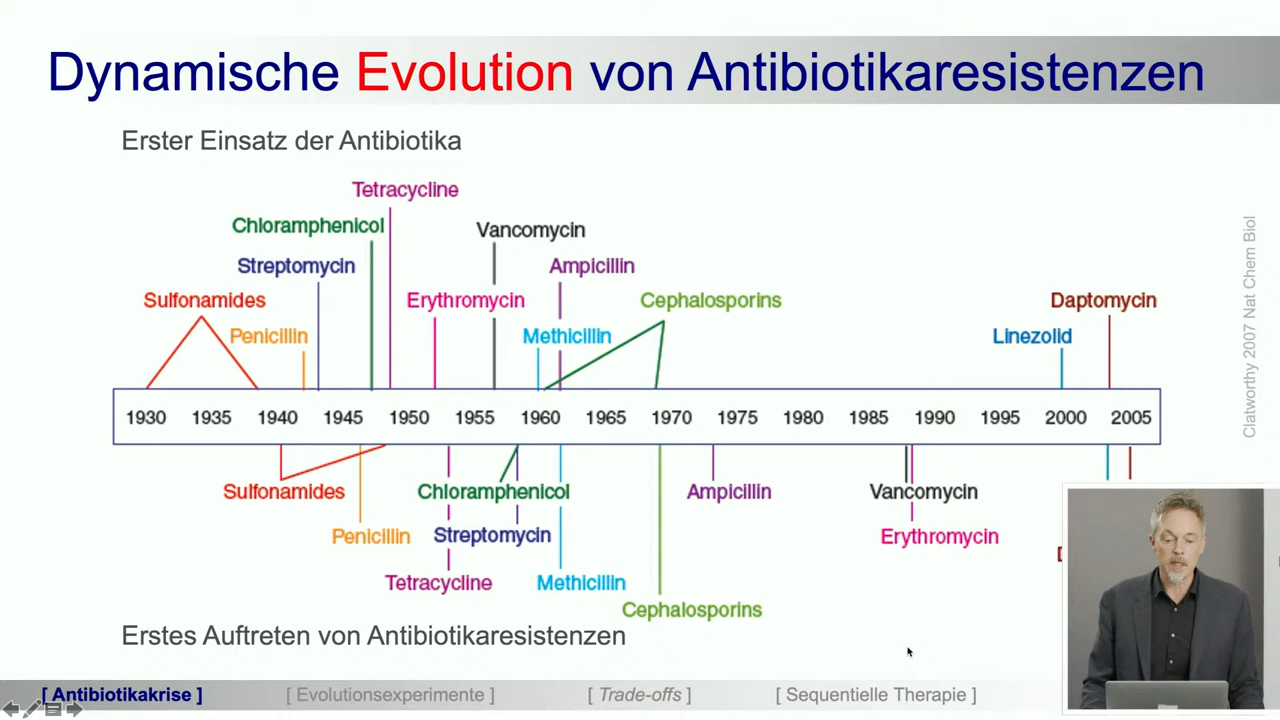 Dynamische Evolution von Antibiotikaresistenzen
Erster Einsatz der Antibiotika
Tetracycline
Chloramphenicol
Vancomycin
Streptomycin
Ampicillin
Sulfonamides
Erythromycin
Cephalosporins
Daptomycin
Penicillin
Methicillin
Linezolid
1930 1935 1940 1945 1950 1955 1960 1965 1970 1975 1980 1985 1990 1995 2000 2005
Sulfonamides
Chloramphenicol
Ampicillin
Vancomycin
Penicillin
Streptomycin
Erythromycin
Tetracycline
Methicillin
Cephalosporins
Erstes Auftreten von Antibiotikaresistenzen
Clatworthy 2007 Nat Chem Biol
[ Antibiotikakrise ] [ Evolutionsexperimente ] [ Trade-offs ] [ Sequentielle Therapie ]